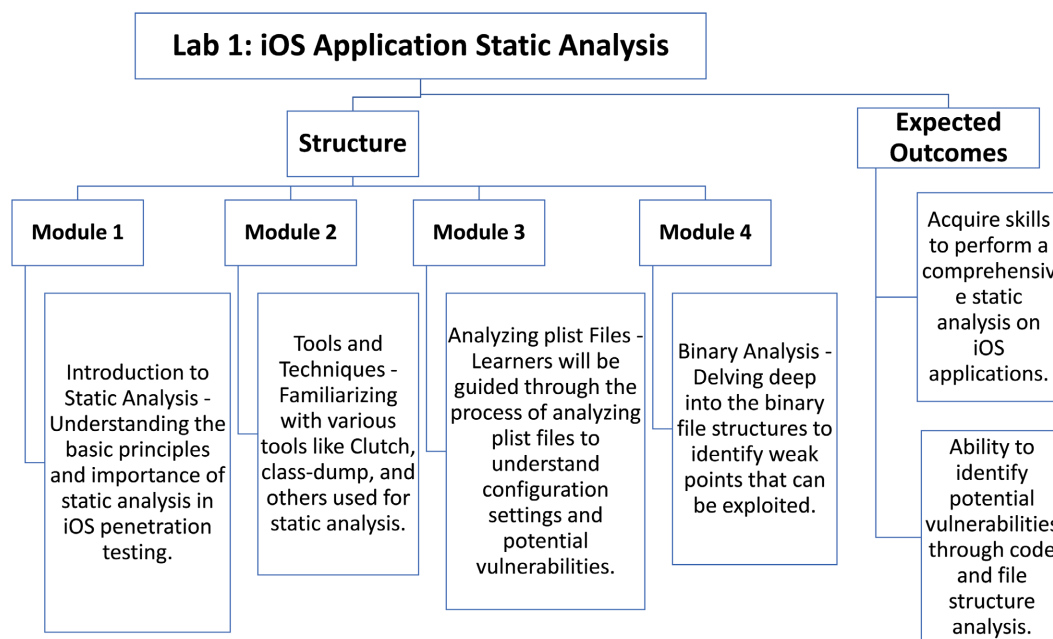 Lab 1: iOS Application Static Analysis
Structure
Expected
Outcomes
Module 1
Module 2
Module 3
Module 4
Introduction to
Static Analysis -
Understanding the
basic principles
and importance of
static analysis in
iOS penetration
testing.
Tools and
Techniques -
Familiarizing
with various
tools like Clutch,
class-dump, and
others used for
static analysis.
Analyzing plist Files -
Learners will be
guided through the
process of analyzing
plist files to
understand
configuration
settings and
potential
vulnerabilities.
Binary Analysis -
Delving deep
into the binary
file structures to
identify weak
points that can
be exploited.
Acquire skills
to perform a
comprehensiv
e static
analysis on
iOS
applications.
Ability to
identify
potential
vulnerabilities
through code
and file
structure
analysis.